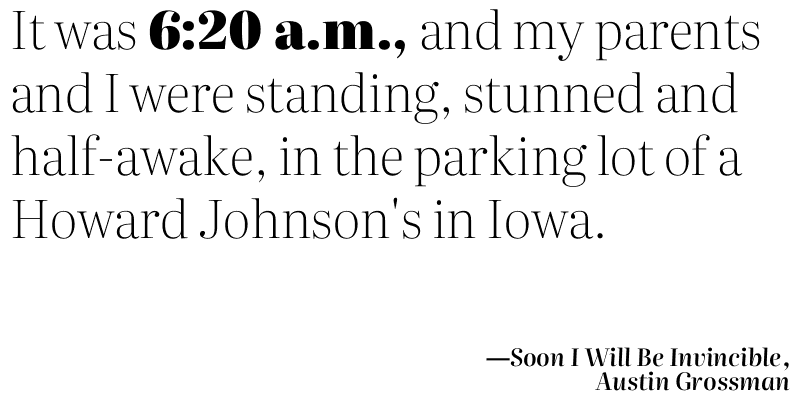 It was 6:20 a.m., and my parents
and I were standing, stunned and
half-awake, in the parking lot of a
Howard Johnson's in Iowa.
—Soon I Will Be Invincible,
Austin Grossman